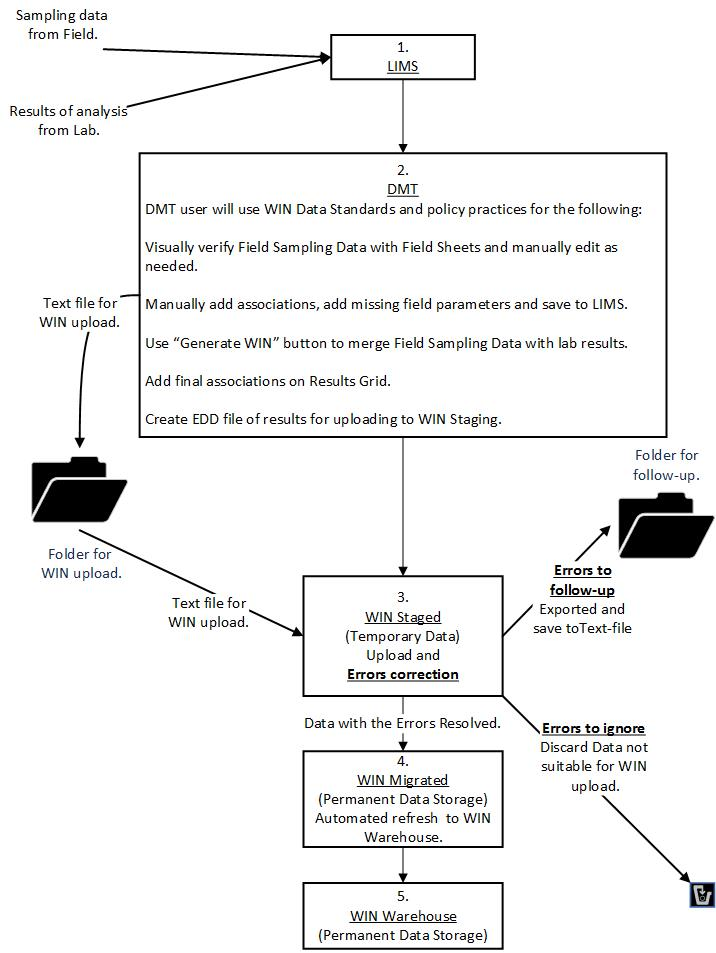 Sampling data
from Field.
1.
LIMS
Results of analysis
from Lab.
2.
DMT
DMT user will use WIN Data Standards and policy practices for the following:
Visually verify Field Sampling Data with Field Sheets and manually edit as
needed.
Manually add associations, add missing field parameters and save to LIMS.
Use “Generate WIN” button to merge Field Sampling Data with lab results.
Add final associations on Results Grid.
Create EDD file of results for uploading to WIN Staging.
Text file for
WIN upload.
Folder for
WIN upload.
Text file for
WIN upload.
Folder for
follow-up.
3.
WIN Staged
(Temporary Data)
Upload and
Errors correction
Errors to
follow-up
Exported and
save toText-file
Data with the Errors Resolved.
Errors to ignore
Discard Data not
suitable for WIN
upload.
4.
WIN Migrated
(Permanent Data Storage)
Automated refresh to WIN
Warehouse.
5.
WIN Warehouse
(Permanent Data Storage)